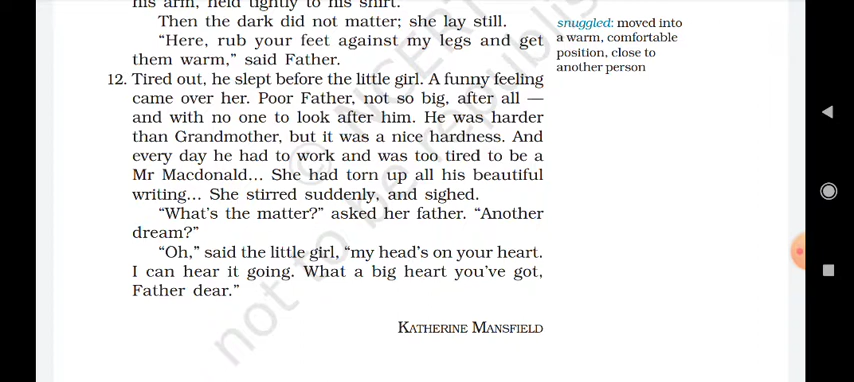 his arm, held tightly to his shirt.
Then the dark did not matter; she lay still.
“Here, rub your feet against my legs and get
them warm,” said Father.
12. Tired out, he slept before the little girl. A funny feeling
came over her. Poor Father, not so big, after all —
and with no one to look after him. He was harder
than Grandmother, but it was a nice hardness. And
every day he had to work and was too tired to be a
Mr Macdonald... She had torn up all his beautiful
writing... She stirred suddenly, and sighed.
“What’s the matter?” asked her father. “Another
dream?”
“Oh,” said the little girl, “my head’s on your heart.
I can hear it going. What a big heart you’ve got,
Father dear.”
KATHERINE MANSFIELD
snuggled: moved into
a warm, comfortable
position, close to
another person
© NCERT
not to be republis